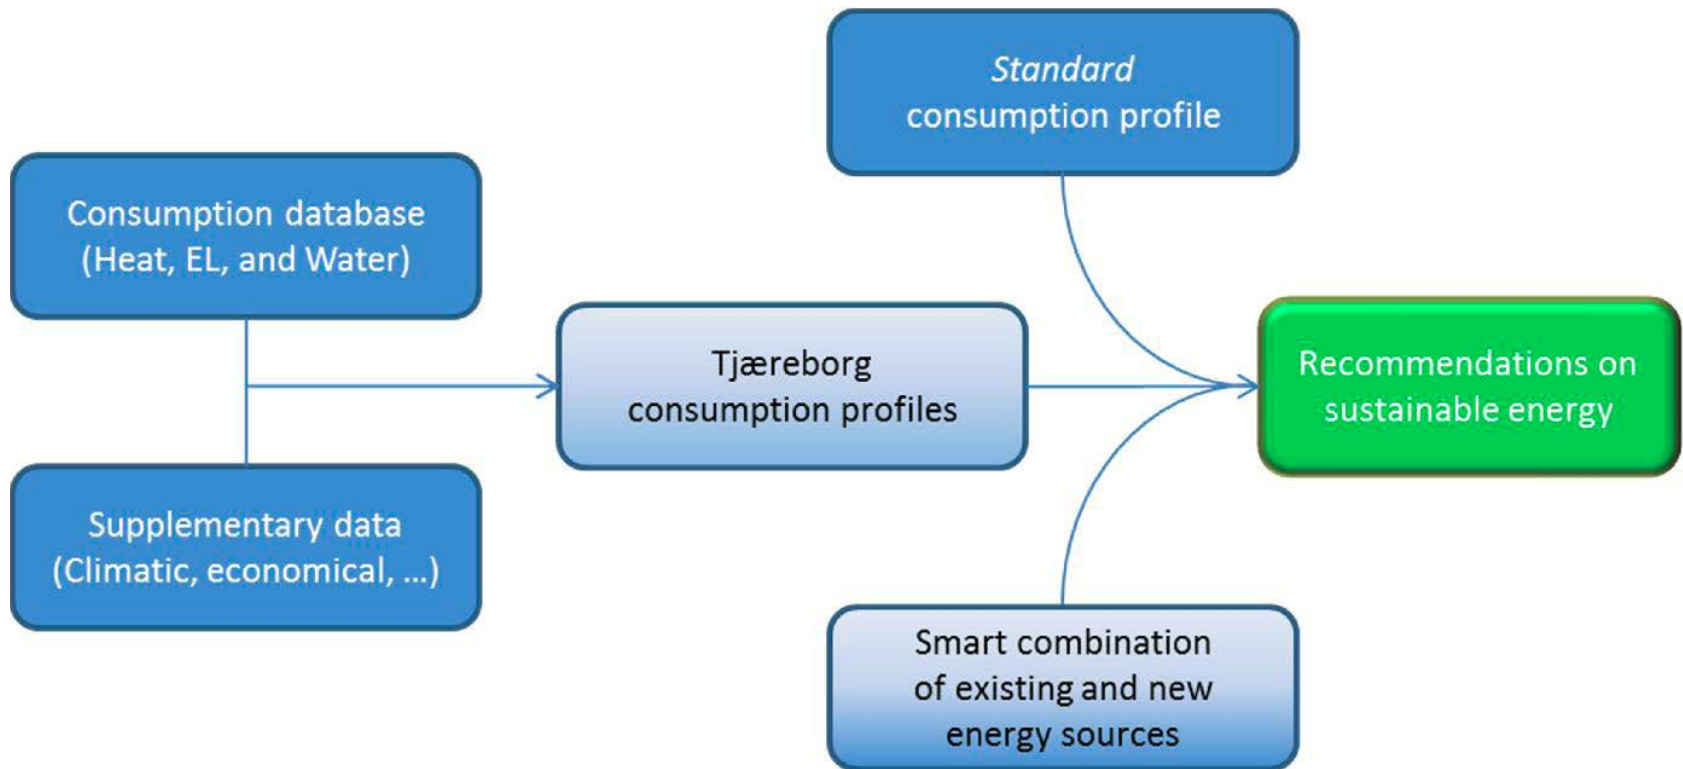 Standard
consumption profile
Consumption database
(Heat, EL, and Water)
Tjæreborg
consumption profiles
Recommendations on
sustainable energy
Supplementary data
(Climatic, economical, ...)
Smart combination
of existing and new
energy sources